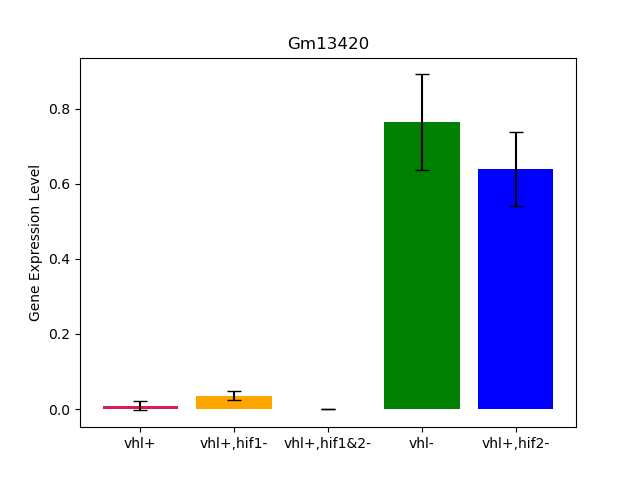 Gm13420
Gene Expression Level
0.8
0.6
0.4
0.2
0.0
vhl+
vhl+,hif1-
vhl+,hif1&2-
vhl-
vhl+,hif2-